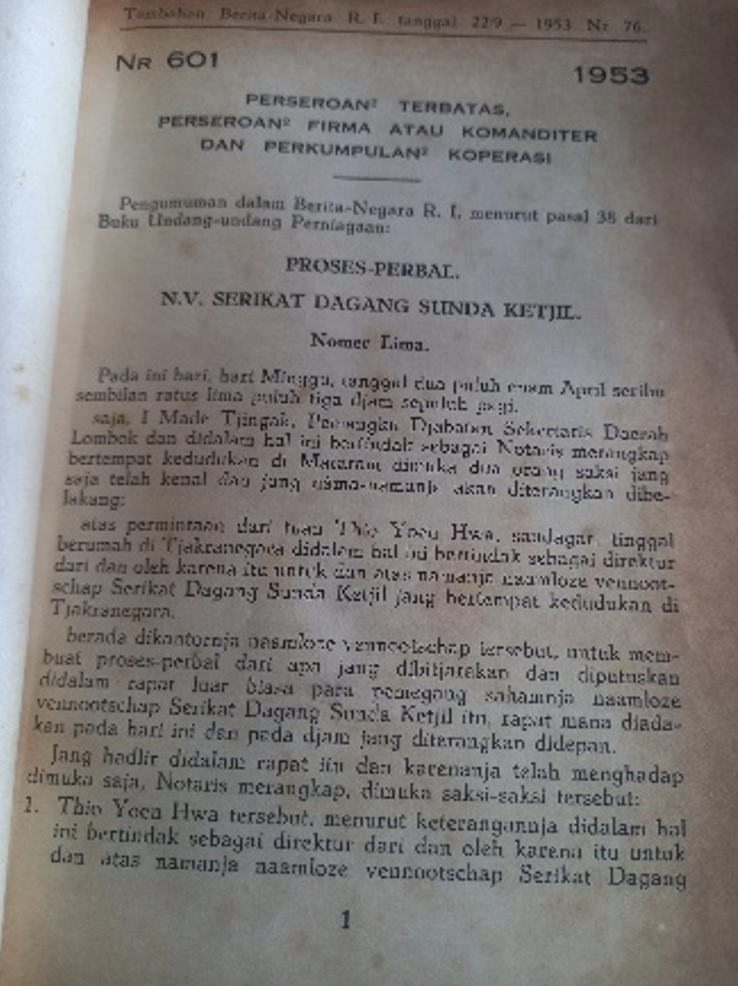 Tambahan Berita-Negara R. I. tanggal 22/9 — 1953 Nr 76.
NR 601
1953
PERSEROAN² TERBATAS,
PERSEROAN² FIRMA ATAU KOMANDITER
DAN PERKUMPULAN² KOPERASI
Pengumuman dalam Berita-Negara R. I. menurut pasal 38 dari
Buku Undang-undang Perniagaan:
PROSES-PERBAL.
N.V. SERIKAT DAGANG SUNDA KETJIL.
Nomer Lima.
Pada ini hari, hari Minggu, tanggal dua puluh enam April seribu
sembilan ratus lima puluh tiga djam sepuluh pagi.
saja, I Made Tjingak, Pemangku Djabatan Sekertaris Daerah
Lombok dan didalam hal ini bertindak sebagai Notaris merangkap
bertempat kedudukan di Mataram dimuka dua orang saksi jang
saja telah kenal dan jang nama-namanja akan diterangkan dibe-
lakang:
atas permintaan dari tuan Thio Yoeu Hwa, saudagar, tinggal
berumah di Tjakranegara didalam hal ini bertindak sebagai direktur
dari dan oleh karena itu untuk dan atas namanja naamloze vennoot-
schap Serikat Dagang Sunda Ketjil jang bertempat kedudukan di
Tjakranegara.
berada dikantornja naamloze vennootschap tersebut, untuk mem-
buat proses-perbal dari apa jang dibitjarakan dan diputuskan
didalam rapat luar biasa para pemegang sahamnja naamloze
vennootschap Serikat Dagang Sunda Ketjil itu, rapat mana diada-
kan pada hari ini dan pada djam jang diterangkan didepan.
Jang hadlir didalam rapat itu dan karenanja telah menghadap
dimuka saja, Notaris merangkap, dimuka saksi-saksi tersebut:
1. Thio Yoeu Hwa tersebut, menurut keterangannja didalam hal
ini bertindak sebagai direktur dari dan oleh karena itu untuk
dan atas namanja naamloze vennootschap Serikat Dagang
1